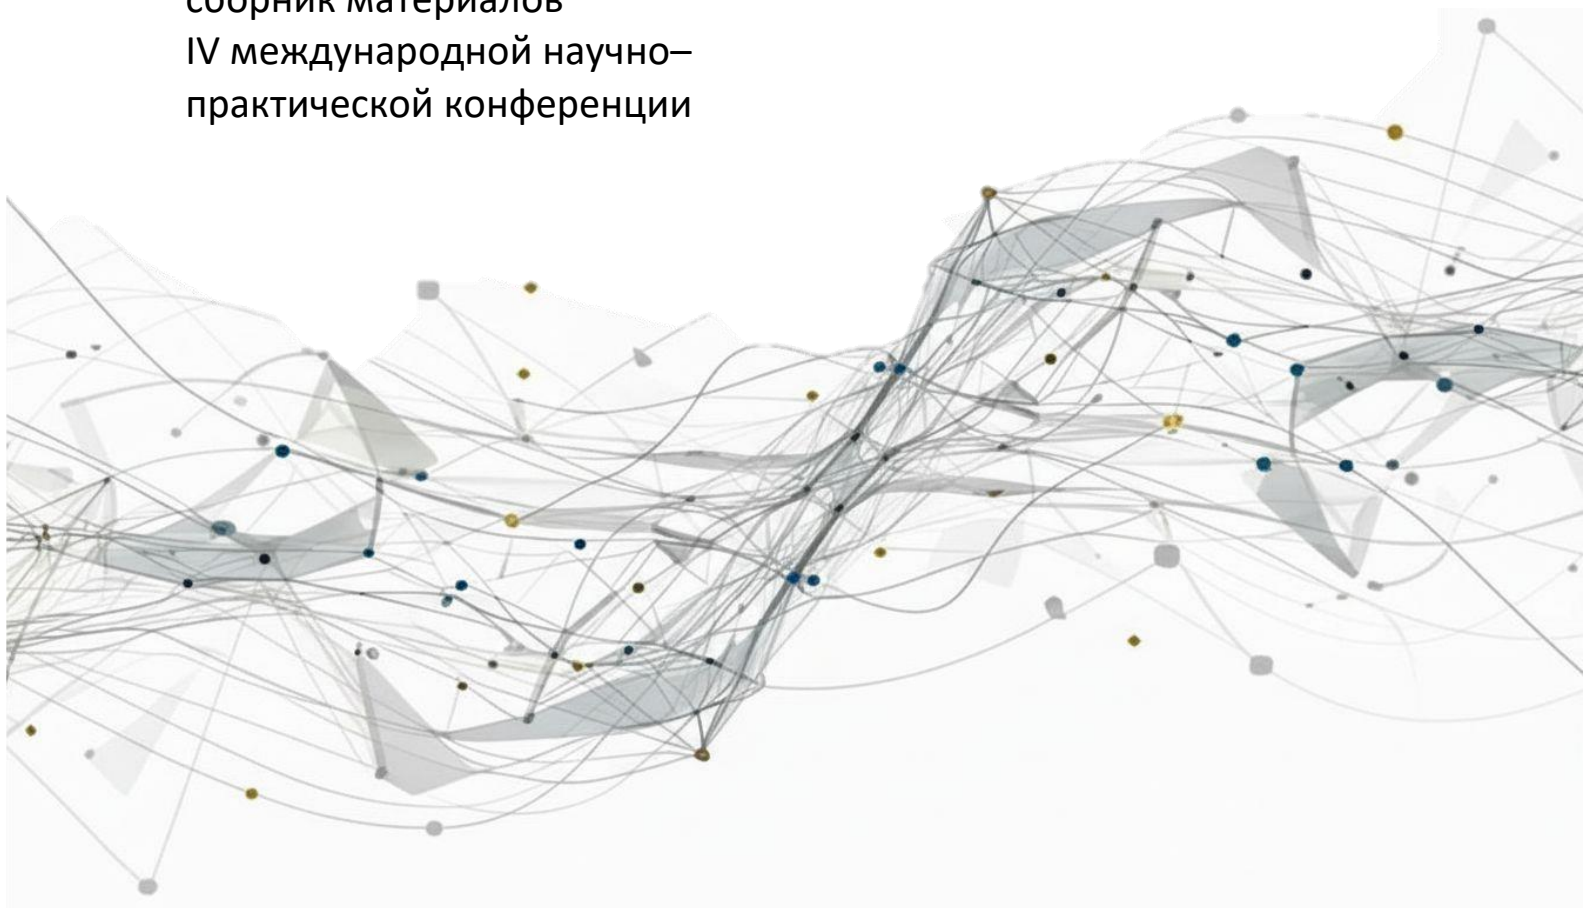 сборник материалов
IV международной научно–
практической конференции